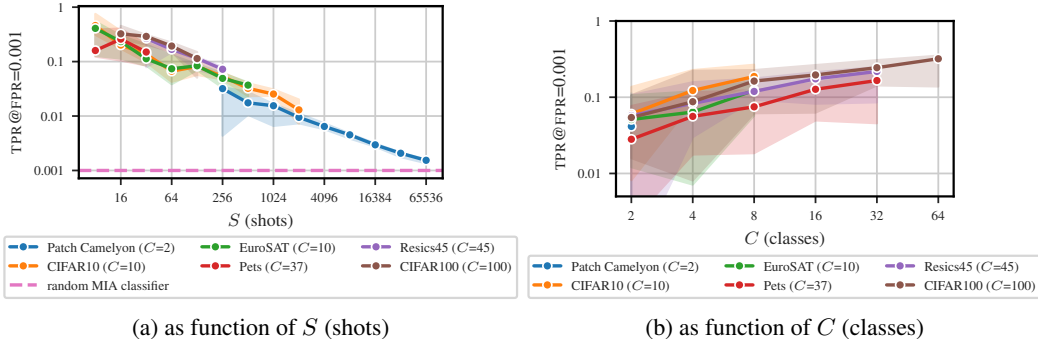 1
0.1
0.01
0.001
TPR@FPR=0.001
16 64 256 1024 4096 16384 65536
S (shots)
Patch Camelyon (C=2) EuroSAT (C=10) Resics45 (C=45)
CIFAR10 (C=10) Pets (C=37) CIFAR100 (C=100)
random MIA classifier
(a) as function of S (shots)
1
0.1
0.01
TPR@FPR=0.001
2 4 8 16 32 64
C (classes)
Patch Camelyon (C=2) EuroSAT (C=10) Resics45 (C=45)
CIFAR10 (C=10) Pets (C=37) CIFAR100 (C=100)
(b) as function of C (classes)